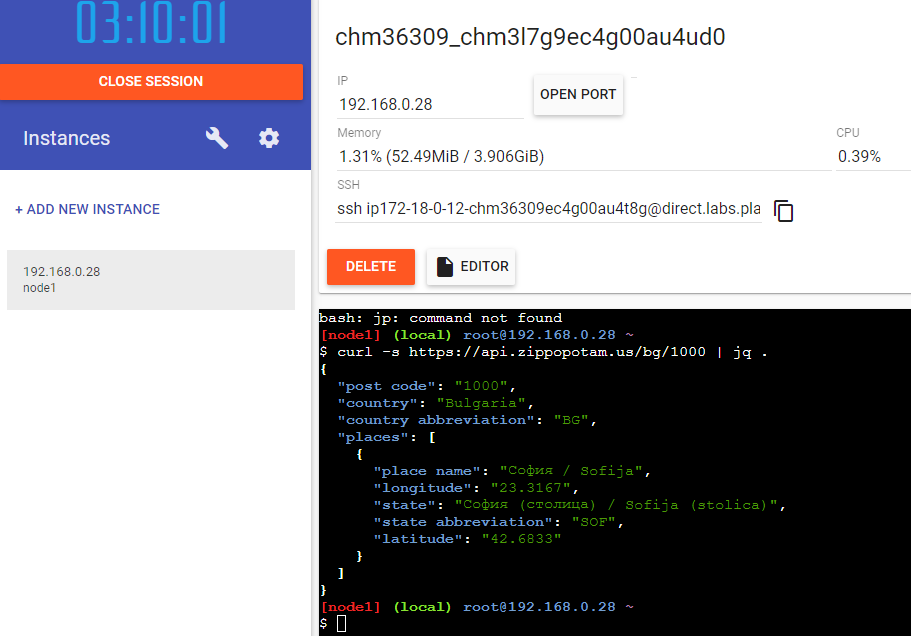 03:10:01
CLOSE SESSION
Instances
+ ADD NEW INSTANCE
192.168.0.28
node1
chm36309_chm3l7g9ec4g00au4ud0
IP
192.168.0.28
OPEN PORT
Memory
1.31% (52.49MiB / 3.906GiB)
CPU
0.39%
SSH
ssh ip172-18-0-12-chm36309ec4g00au4t8g@direct.labs.pla
DELETE
EDITOR
bash: jp: command not found
[node1] (local) root@192.168.0.28 ~
$ curl -s https://api.zippopotam.us/bg/1000 | jq .
{
  "post code": "1000",
  "country": "Bulgaria",
  "country abbreviation": "BG",
  "places": [
    {
      "place name": "София / Sofija",
      "longitude": "23.3167",
      "state": "София (столица) / Sofija (stolica)",
      "state abbreviation": "SOF",
      "latitude": "42.6833"
    }
  ]
}
[node1] (local) root@192.168.0.28 ~
$